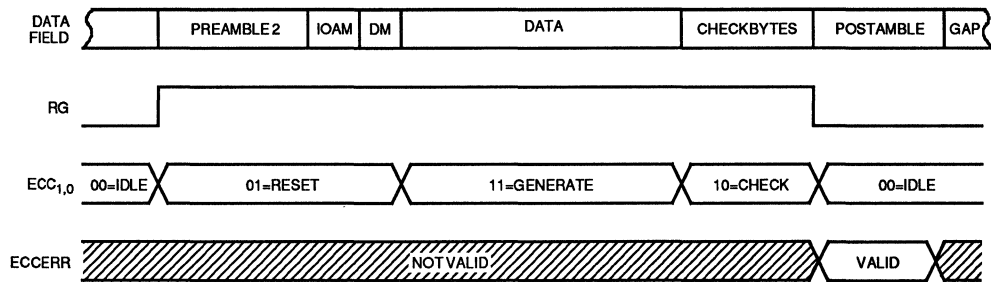 DATA FIELD
PREAMBLE 2 IOAM DM DATA CHECKBYTES POSTAMBLE GAP
RG
ECC1,0 00=IDLE 01=RESET 11=GENERATE 10=CHECK 00=IDLE
ECCERR NOT VALID VALID